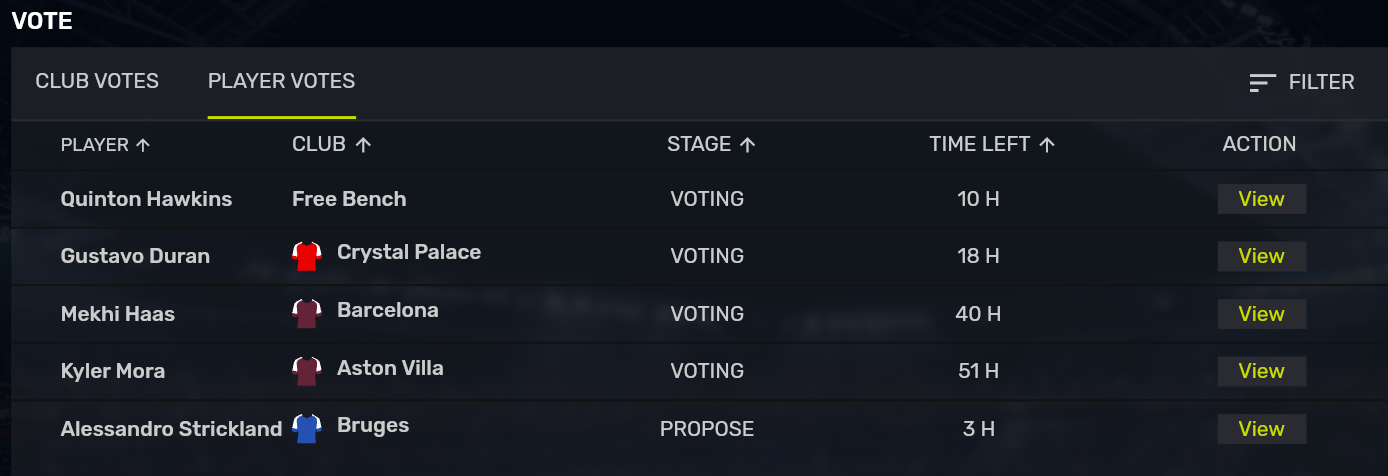 VOTE
CLUB VOTES PLAYER VOTES FILTER
PLAYER ↑ CLUB ↑ STAGE ↑ TIME LEFT ↑ ACTION
Quinton Hawkins Free Bench VOTING 10 H View
Gustavo Duran Crystal Palace VOTING 18 H View
Mekhi Haas Barcelona VOTING 40 H View
Kyler Mora Aston Villa VOTING 51 H View
Alessandro Strickland Bruges PROPOSE 3 H View